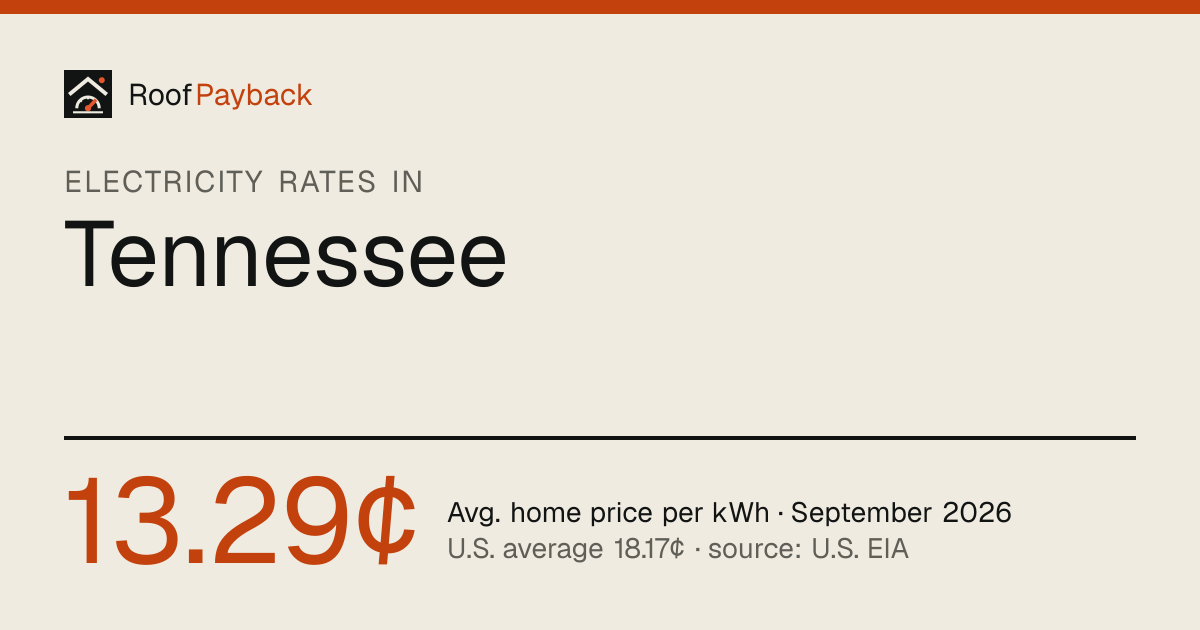 RoofPayback
ELECTRICITY RATES IN
Tennessee
13.29¢
Avg. home price per kWh · September 2026
U.S. average 18.17¢ · source: U.S. EIA